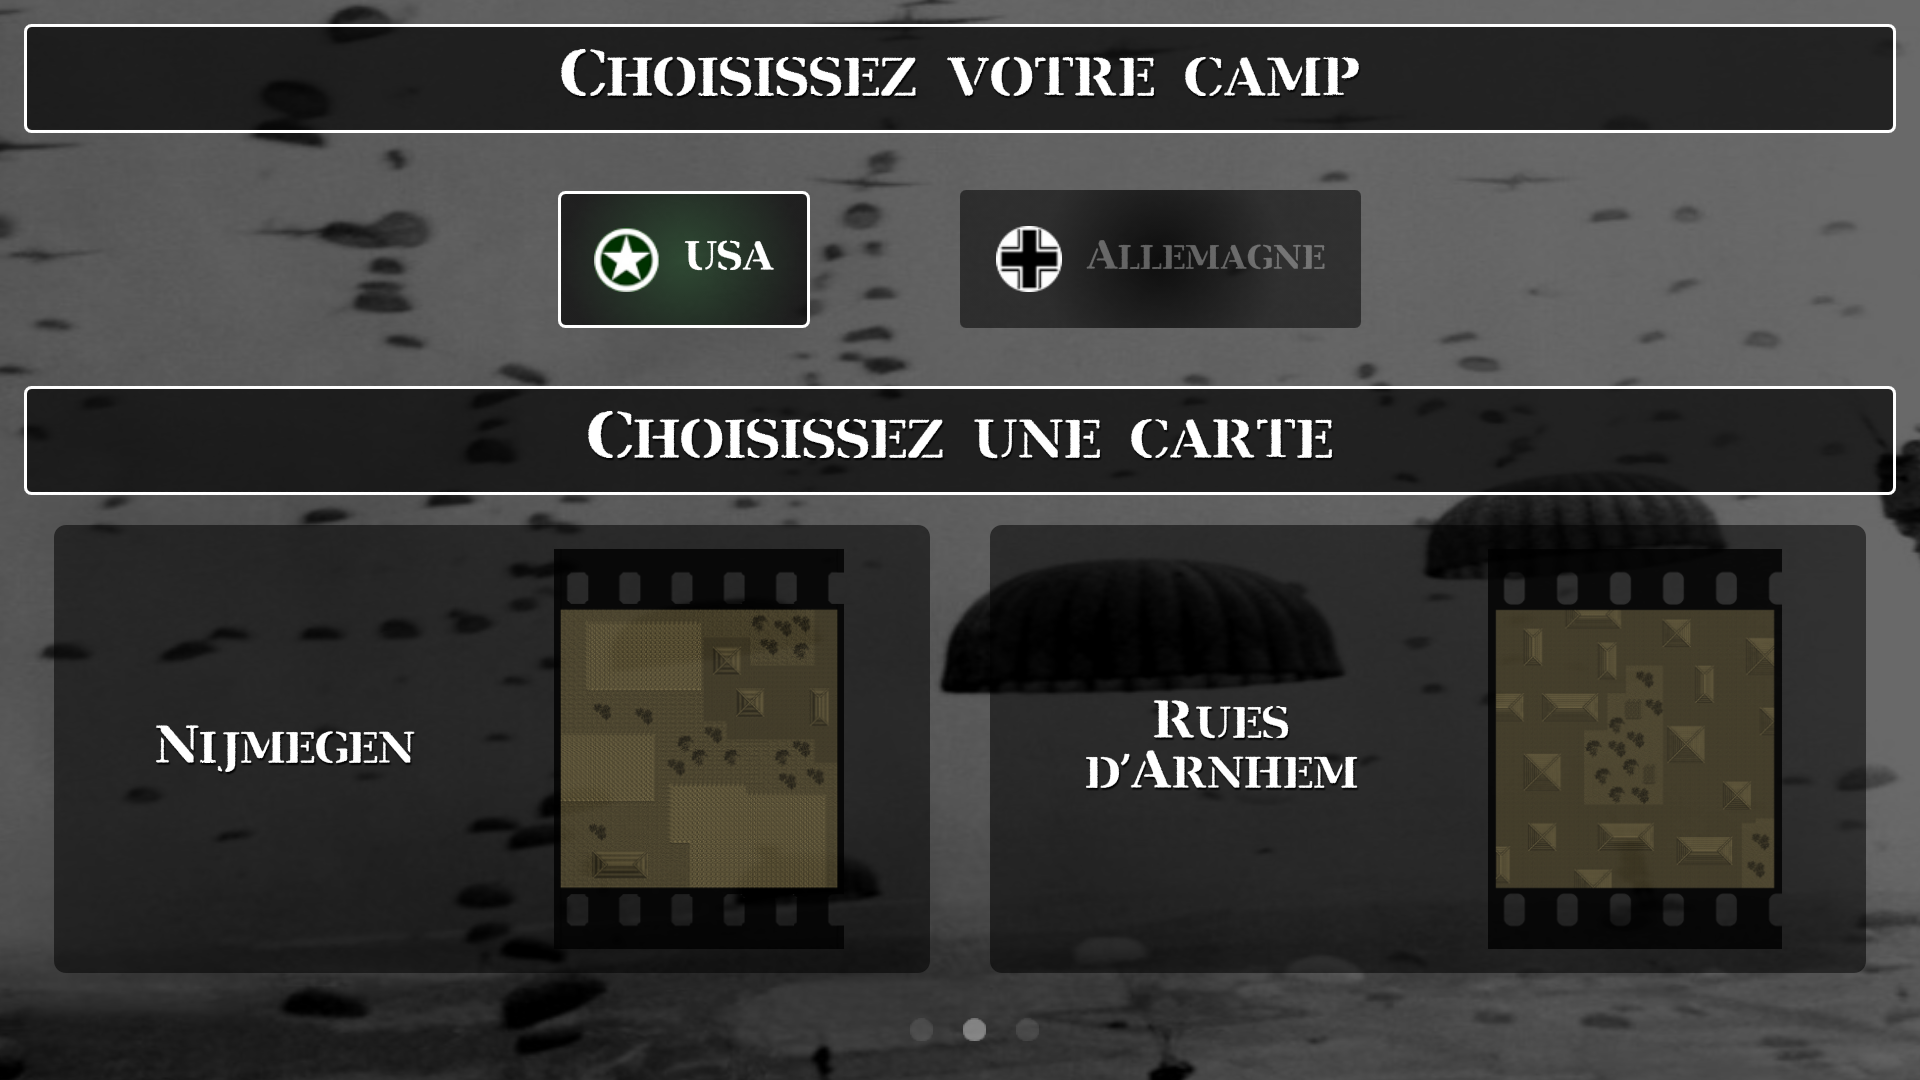 Choisissez votre camp
USA
Allemagne
Choisissez une carte
Nijmegen
Rues
d'Arnhem